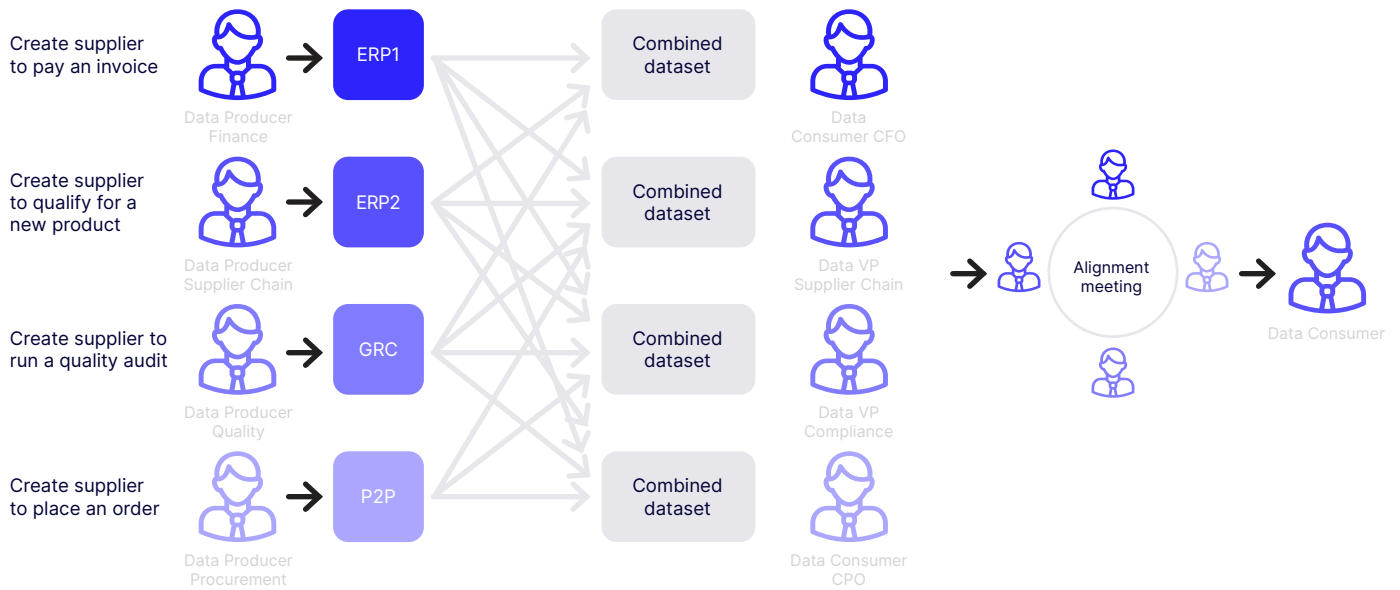 Create supplier
to pay an invoice
Data Producer
Finance
ERP1
Combined
dataset
Data
Consumer CFO
Create supplier
to qualify for a
new product
Data Producer
Supplier Chain
ERP2
Combined
dataset
Data VP
Supplier Chain
Create supplier to
run a quality audit
Data Producer
Quality
GRC
Combined
dataset
Data VP
Compliance
Create supplier
to place an order
Data Producer
Procurement
P2P
Combined
dataset
Data Consumer
CPO
Alignment
meeting
Data Consumer